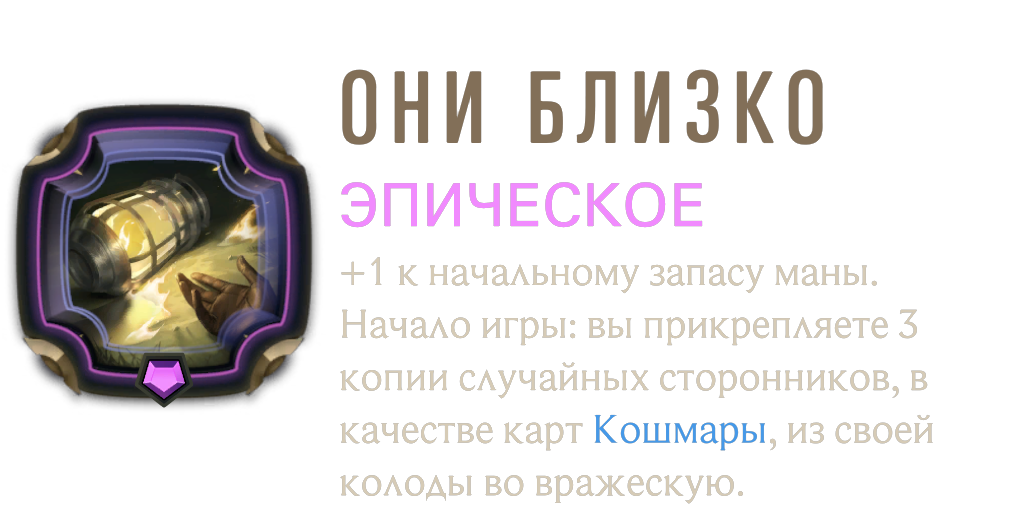 ОНИ БЛИЗКО
ЭПИЧЕСКОЕ
+1 к начальному запасу маны.
Начало игры: вы прикрепляете 3
копии случайных сторонников, в
качестве карт Кошмары, из своей
колоды во вражескую.